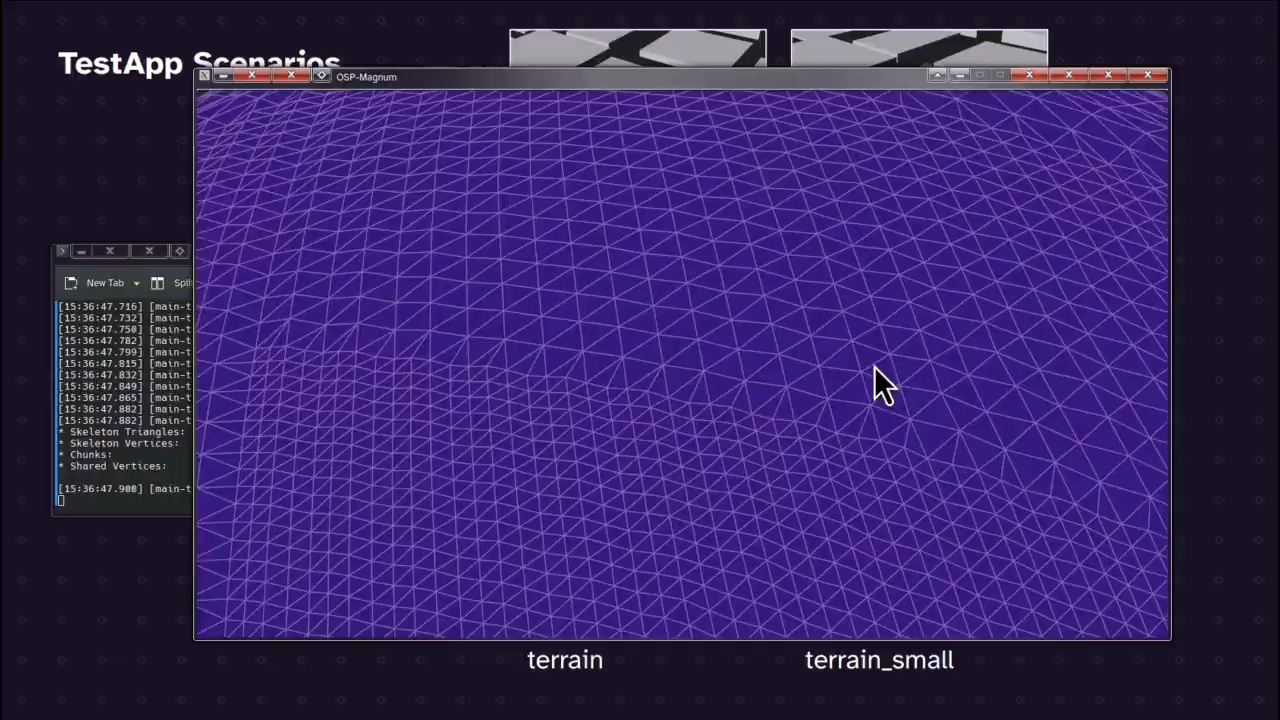 TestApp Scenarios
OSP-Magnum
New Tab
Spli
[15:36:47.716] [main-t
[15:36:47.732] [main-t
[15:36:47.750] [main-t
[15:36:47.782] [main-t
[15:36:47.799] [main-t
[15:36:47.815] [main-t
[15:36:47.832] [main-t
[15:36:47.849] [main-t
[15:36:47.865] [main-t
[15:36:47.882] [main-t
[15:36:47.882] [main-t
* Skeleton Triangles:
* Skeleton Vertices:
* Chunks:
* Shared Vertices:
[15:36:47.900] [main-t
terrain
terrain_small